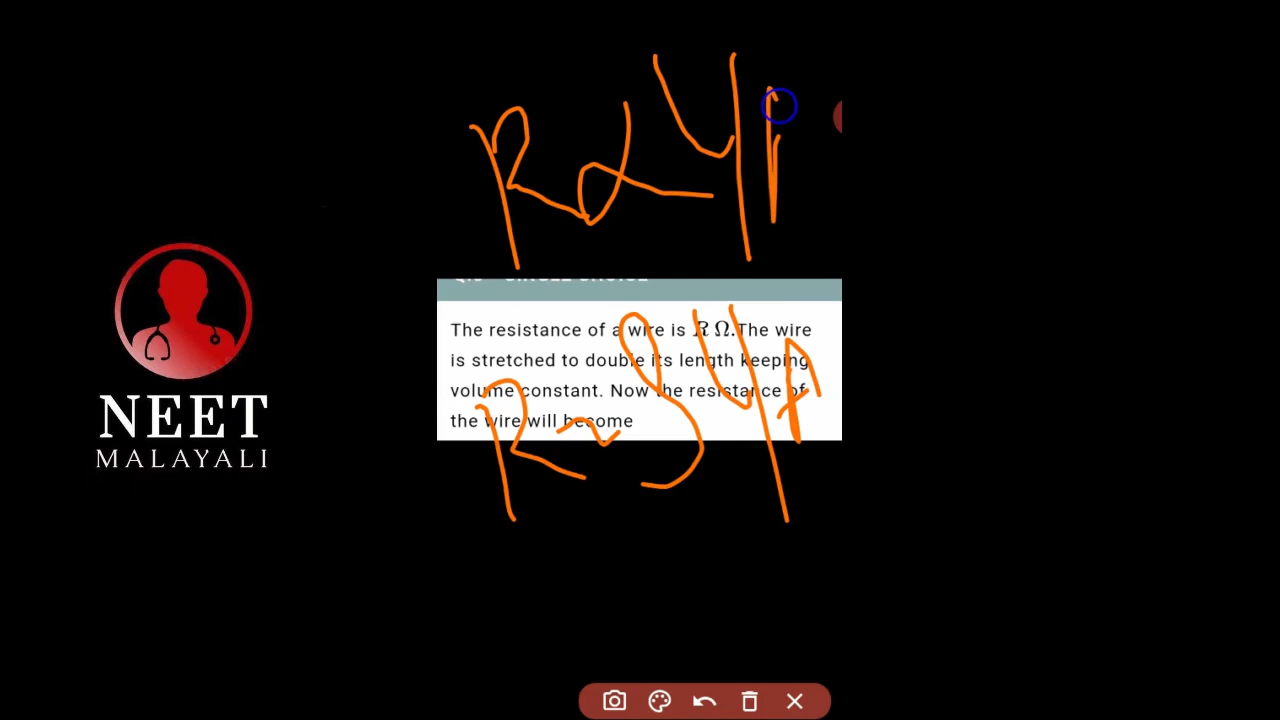 R α
NEET
MALAYALI
The resistance of a wire is R Ω.The wire
is stretched to double its length keeping
volume constant. Now the resistance of
the wire will become